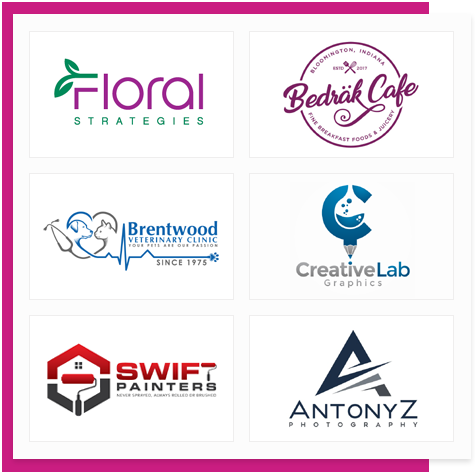 Floral
STRATEGIES
BLOOMINGTON, INDIANA
ESTD 2017
Bedräk Cafe
FINE BREAKFAST FOODS & JUICERY
Brentwood
VETERINARY CLINIC
YOUR PETS ARE OUR PASSION
SINCE 1975
CreativeLab
Graphics
SWIFT
PAINTERS
NEVER SPRAYED, ALWAYS ROLLED OR BRUSHED
ANTONYZ
PHOTOGRAPHY